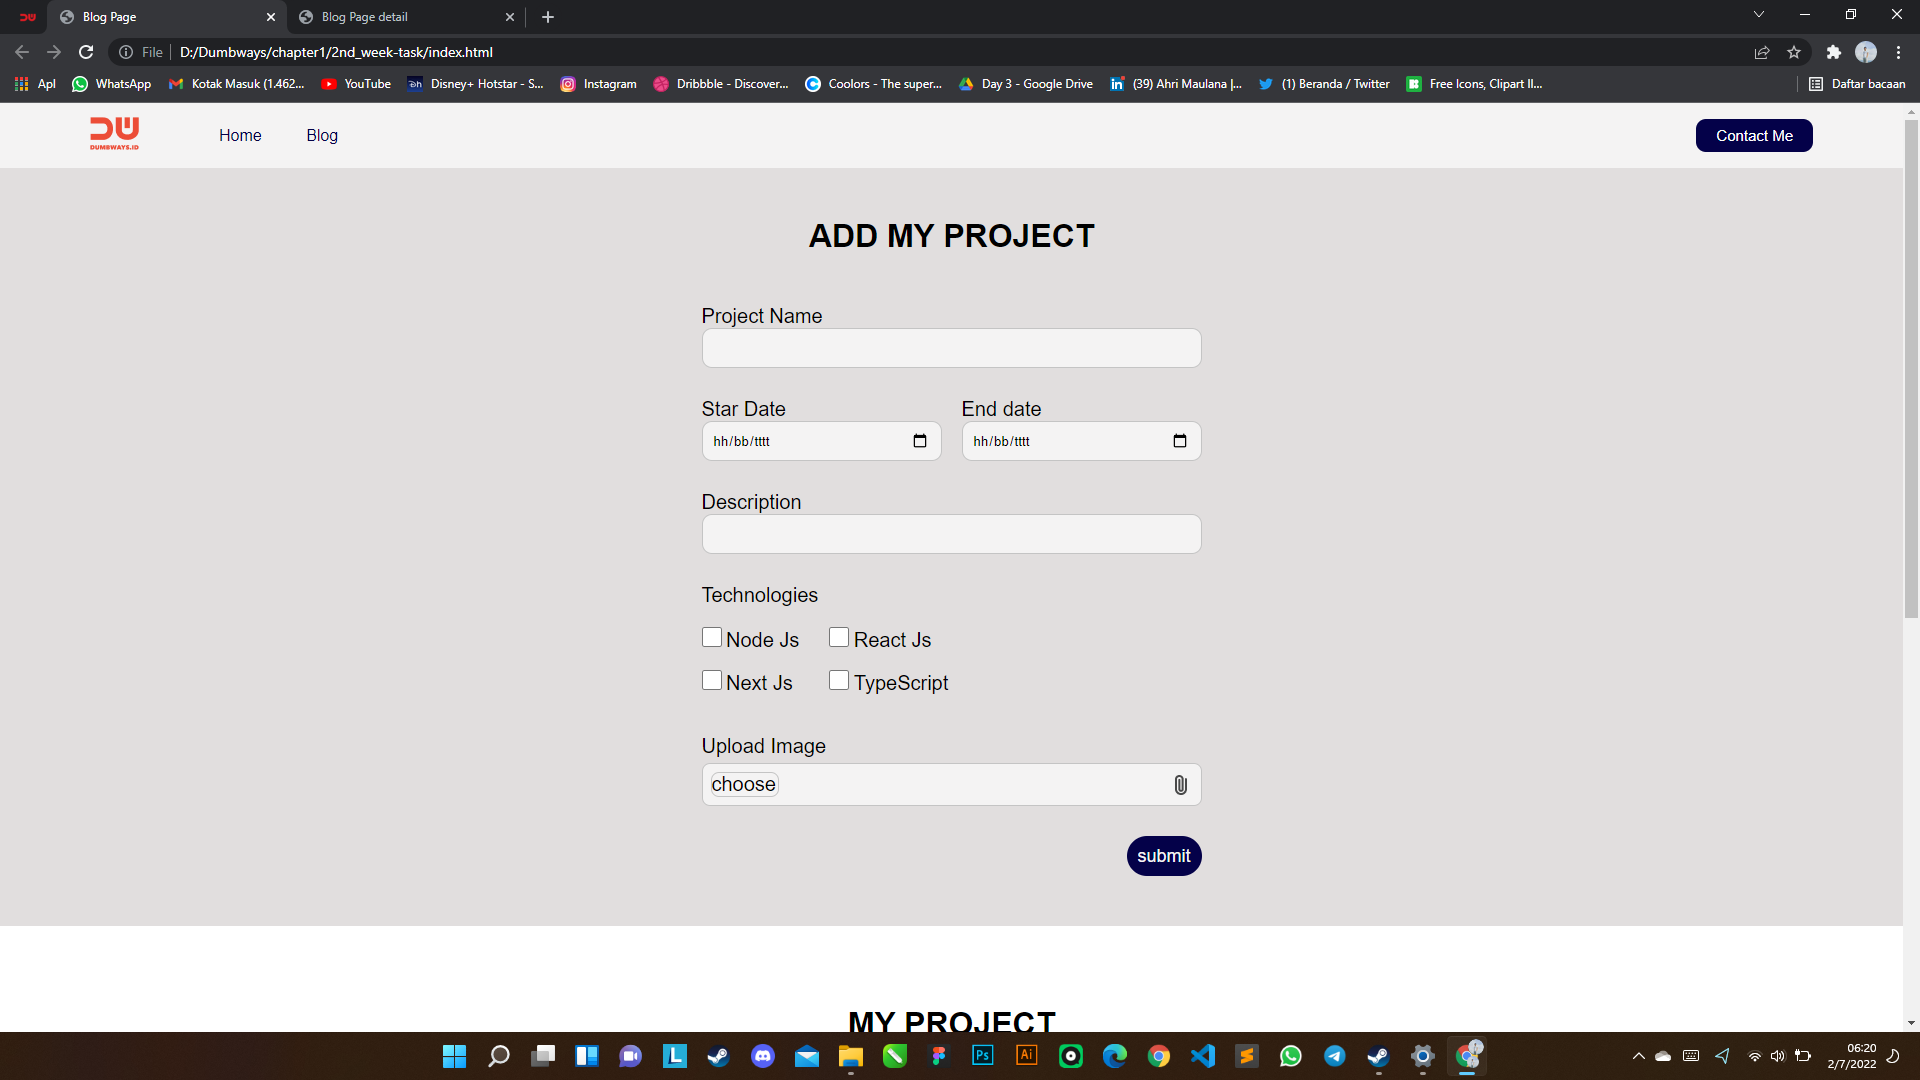 Blog Page
Blog Page detail
File
D:/Dumbways/chapter1/2nd_week-task/index.html
Apl
WhatsApp
Kotak Masuk (1.462...
YouTube
Disney+ Hotstar - S...
Instagram
Dribbble - Discover...
Coolors - The super...
Day 3 - Google Drive
(39) Ahri Maulana |...
(1) Beranda / Twitter
Free Icons, Clipart Il...
Daftar bacaan
DUMBWAYS.ID
Home
Blog
Contact Me
ADD MY PROJECT
Project Name
Star Date
End date
hh/bb/tttt
hh/bb/tttt
Description
Technologies
Node Js
React Js
Next Js
TypeScript
Upload Image
choose
submit
MY PROJECT
L
Ps
Ai
06:20
2/7/2022